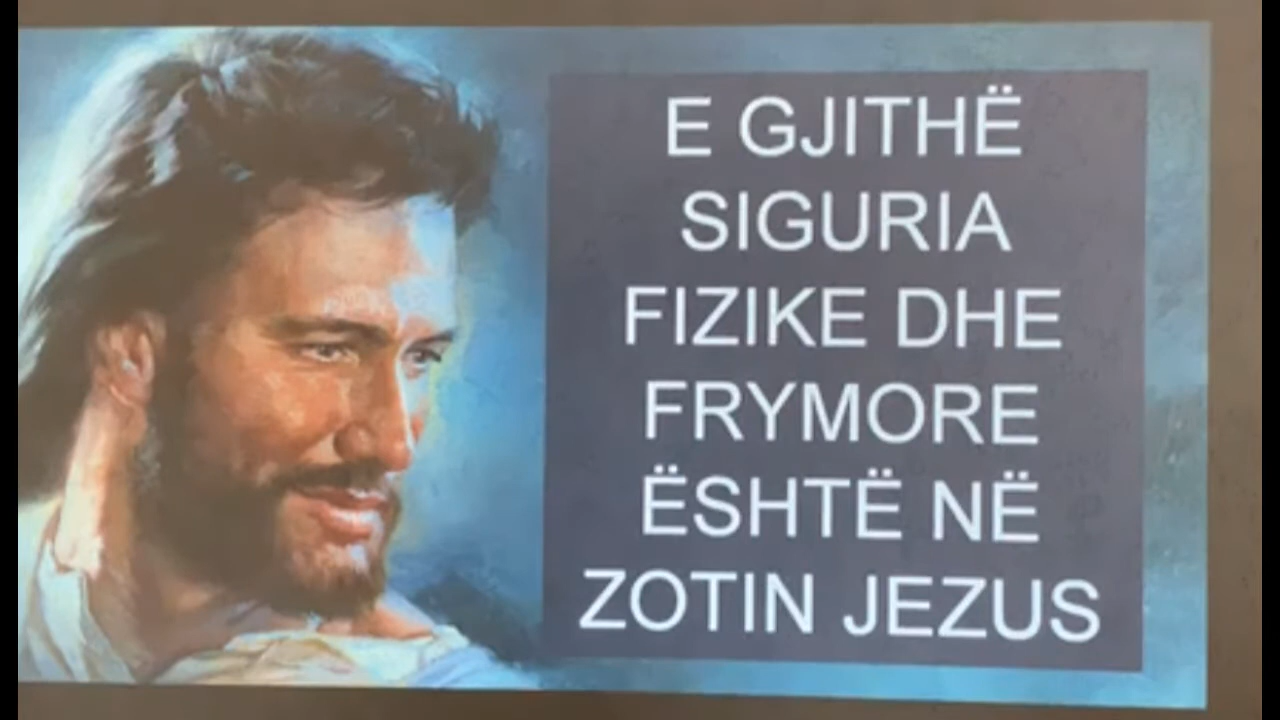 E GJITHË
SIGURIA
FIZIKE DHE
FRYMORE
ËSHTË NË
ZOTIN JEZUS